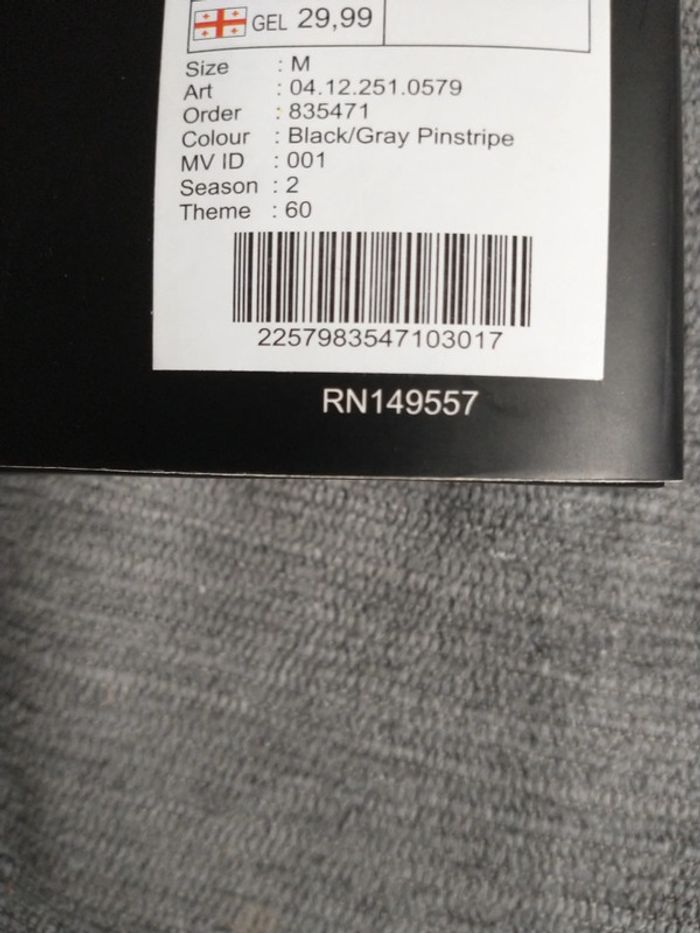 GEL 29,99
Size : M
Art : 04.12.251.0579
Order : 835471
Colour : Black/Gray Pinstripe
MV ID : 001
Season : 2
Theme : 60
2257983547103017
RN149557